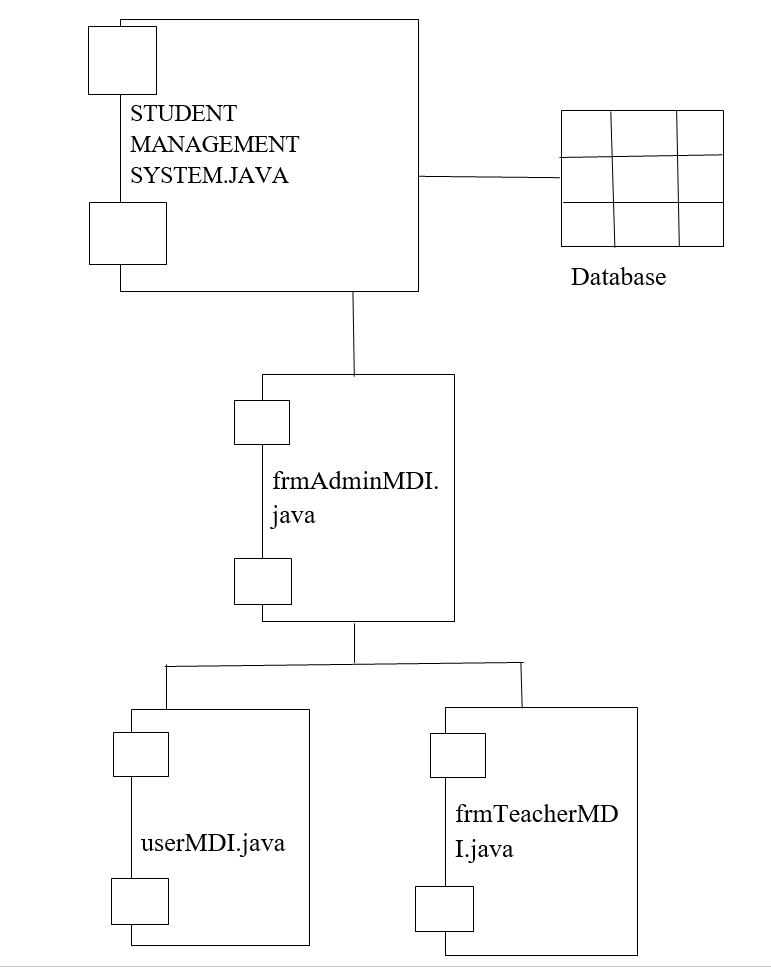 STUDENT
MANAGEMENT
SYSTEM.JAVA
Database
frmAdminMDI.
java
userMDI.java
frmTeacherMD
I.java